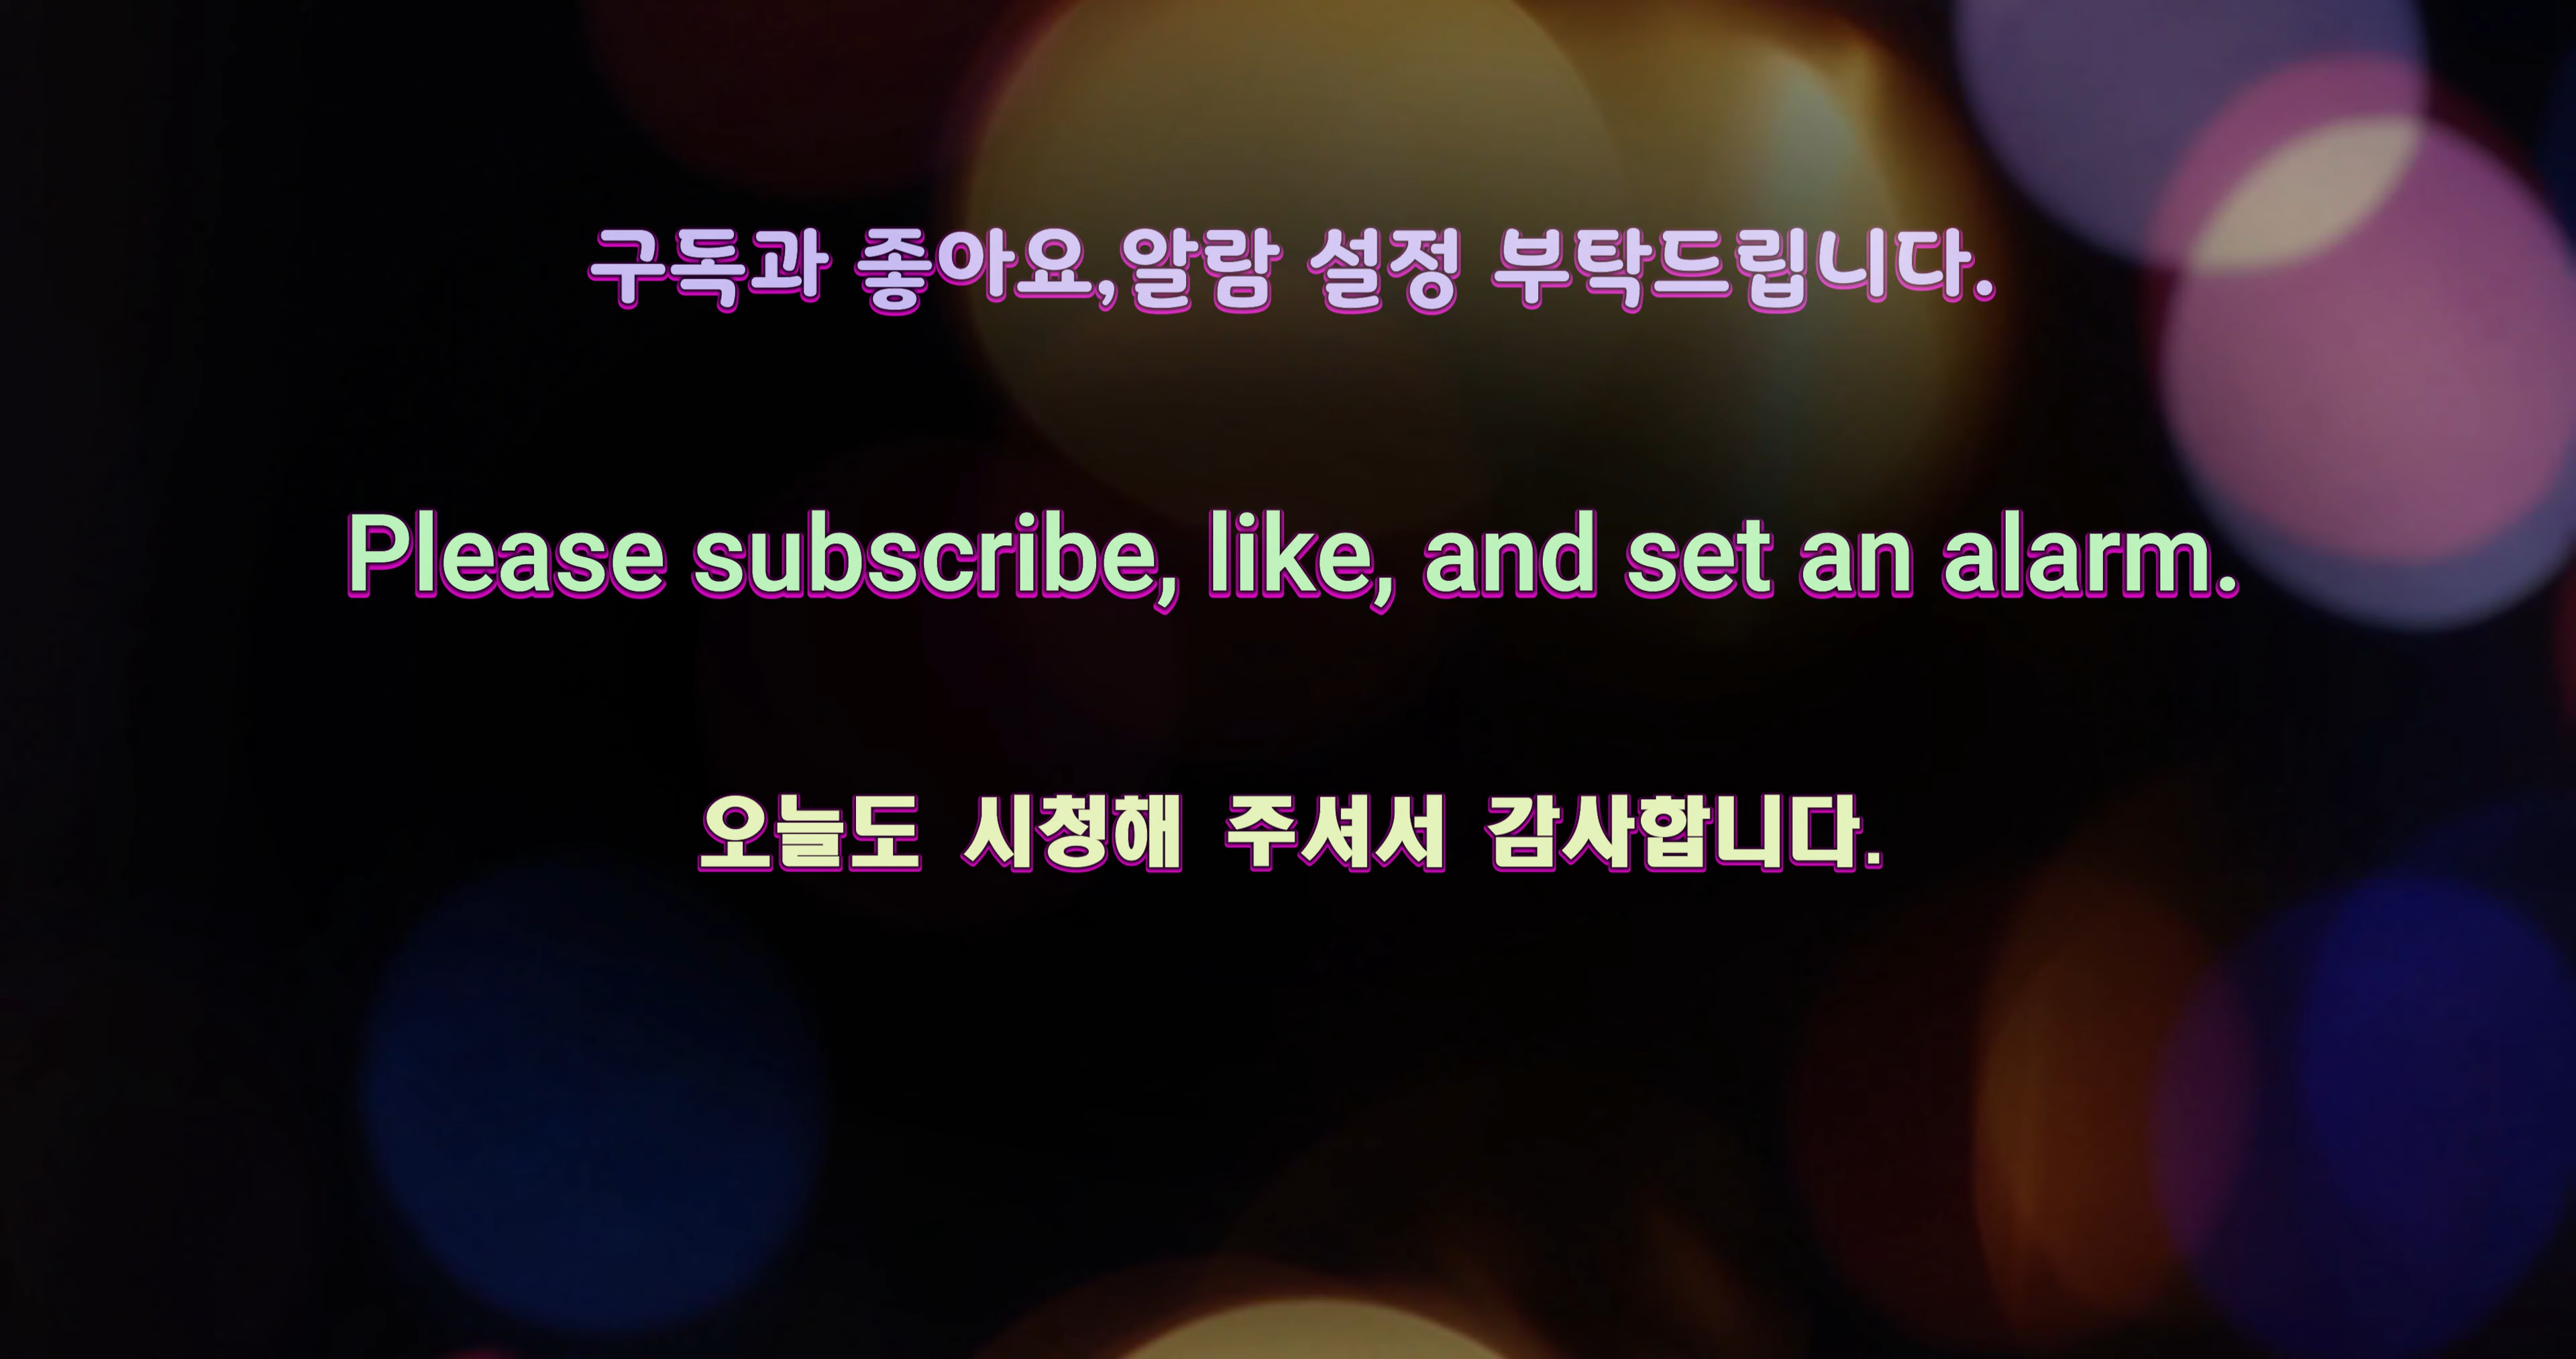 구독과 좋아요,알람 설정 부탁드립니다.
Please subscribe, like, and set an alarm.
오늘도 시청해 주셔서 감사합니다.